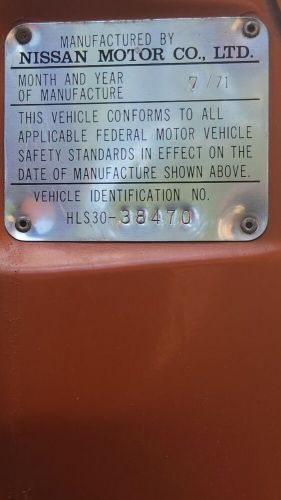 MANUFACTURED BY
NISSAN MOTOR CO., LTD.
MONTH AND YEAR
OF MANUFACTURE 7/71
THIS VEHICLE CONFORMS TO ALL
APPLICABLE FEDERAL MOTOR VEHICLE
SAFETY STANDARDS IN EFFECT ON THE
DATE OF MANUFACTURE SHOWN ABOVE.
VEHICLE IDENTIFICATION NO.
HLS30-38470